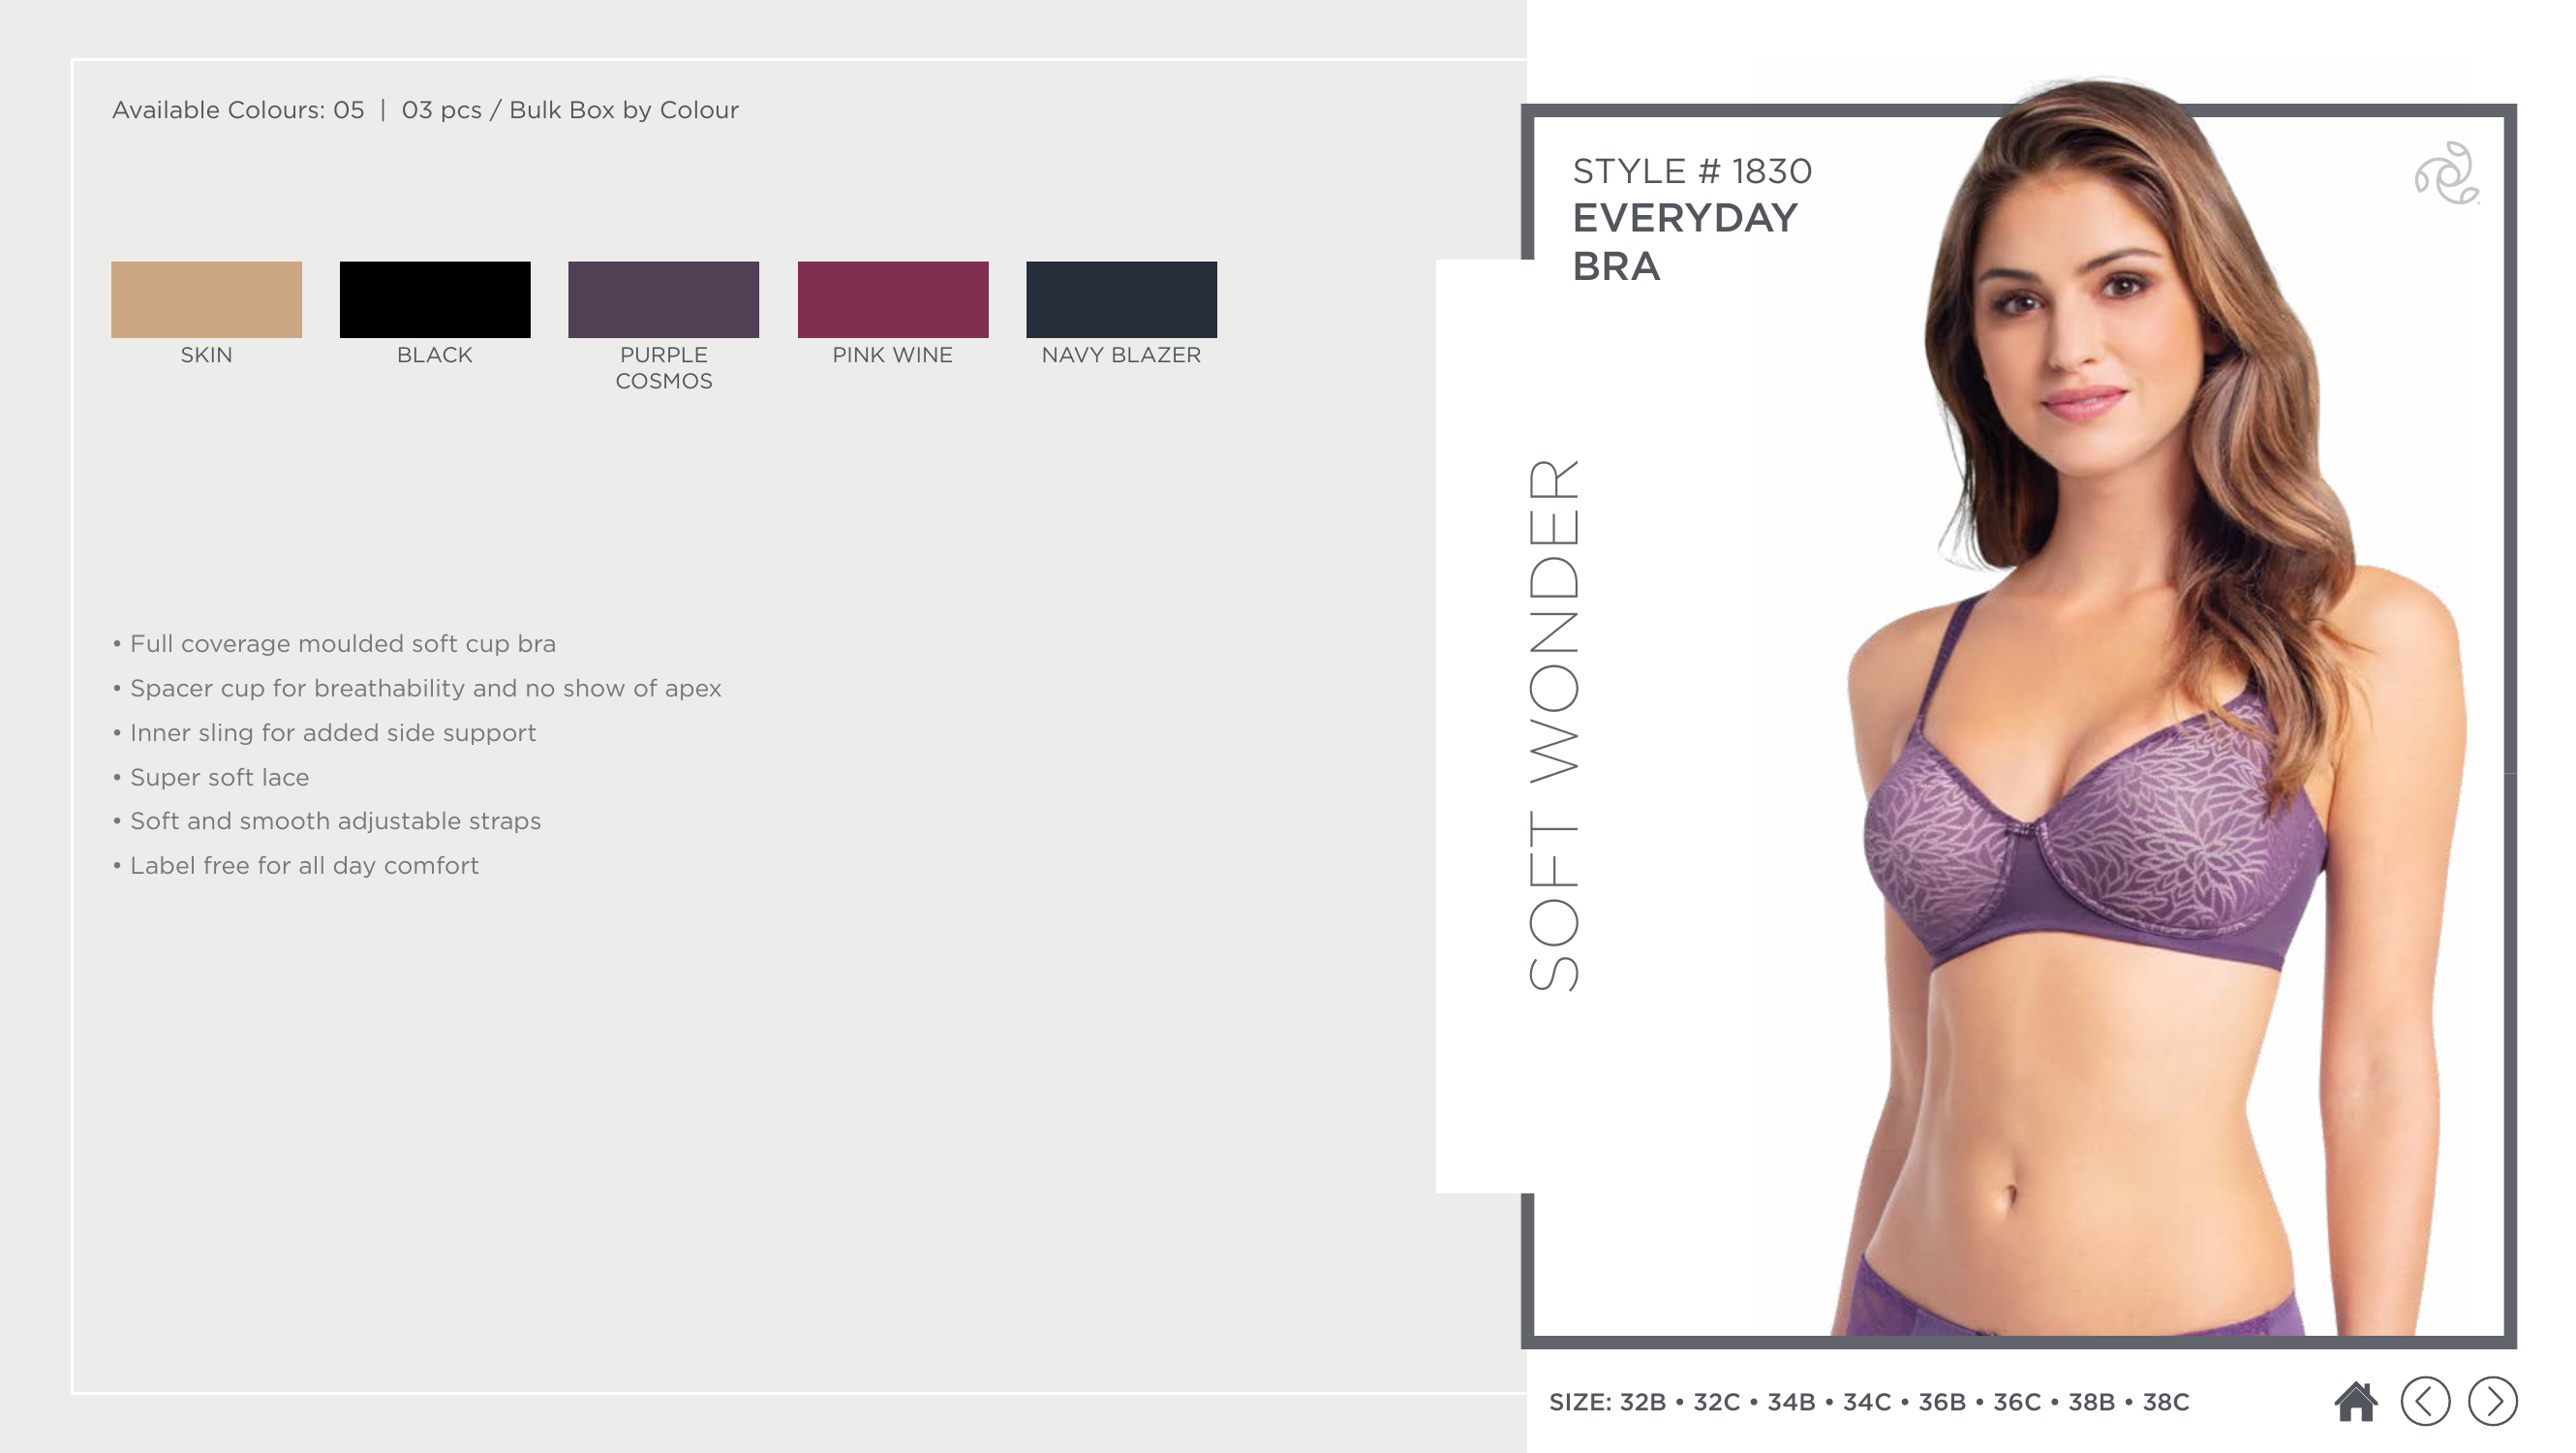 Available Colours: 05 | 03 pcs / Bulk Box by Colour
SKIN
BLACK
PURPLE
COSMOS
PINK WINE
NAVY BLAZER
• Full coverage moulded soft cup bra
• Spacer cup for breathability and no show of apex
• Inner sling for added side support
• Super soft lace
• Soft and smooth adjustable straps
• Label free for all day comfort
STYLE # 1830
EVERYDAY
BRA
SOFT WONDER
SIZE: 32B • 32C • 34B • 34C • 36B • 36C • 38B • 38C